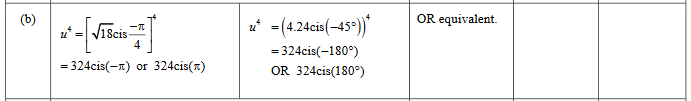 (b)
u⁴ = [√18cis −π/4]⁴
= 324cis(−π) or 324cis(π)
u⁴ = (4.24cis(−45°))⁴
= 324cis(−180°)
OR 324cis(180°)
OR equivalent.